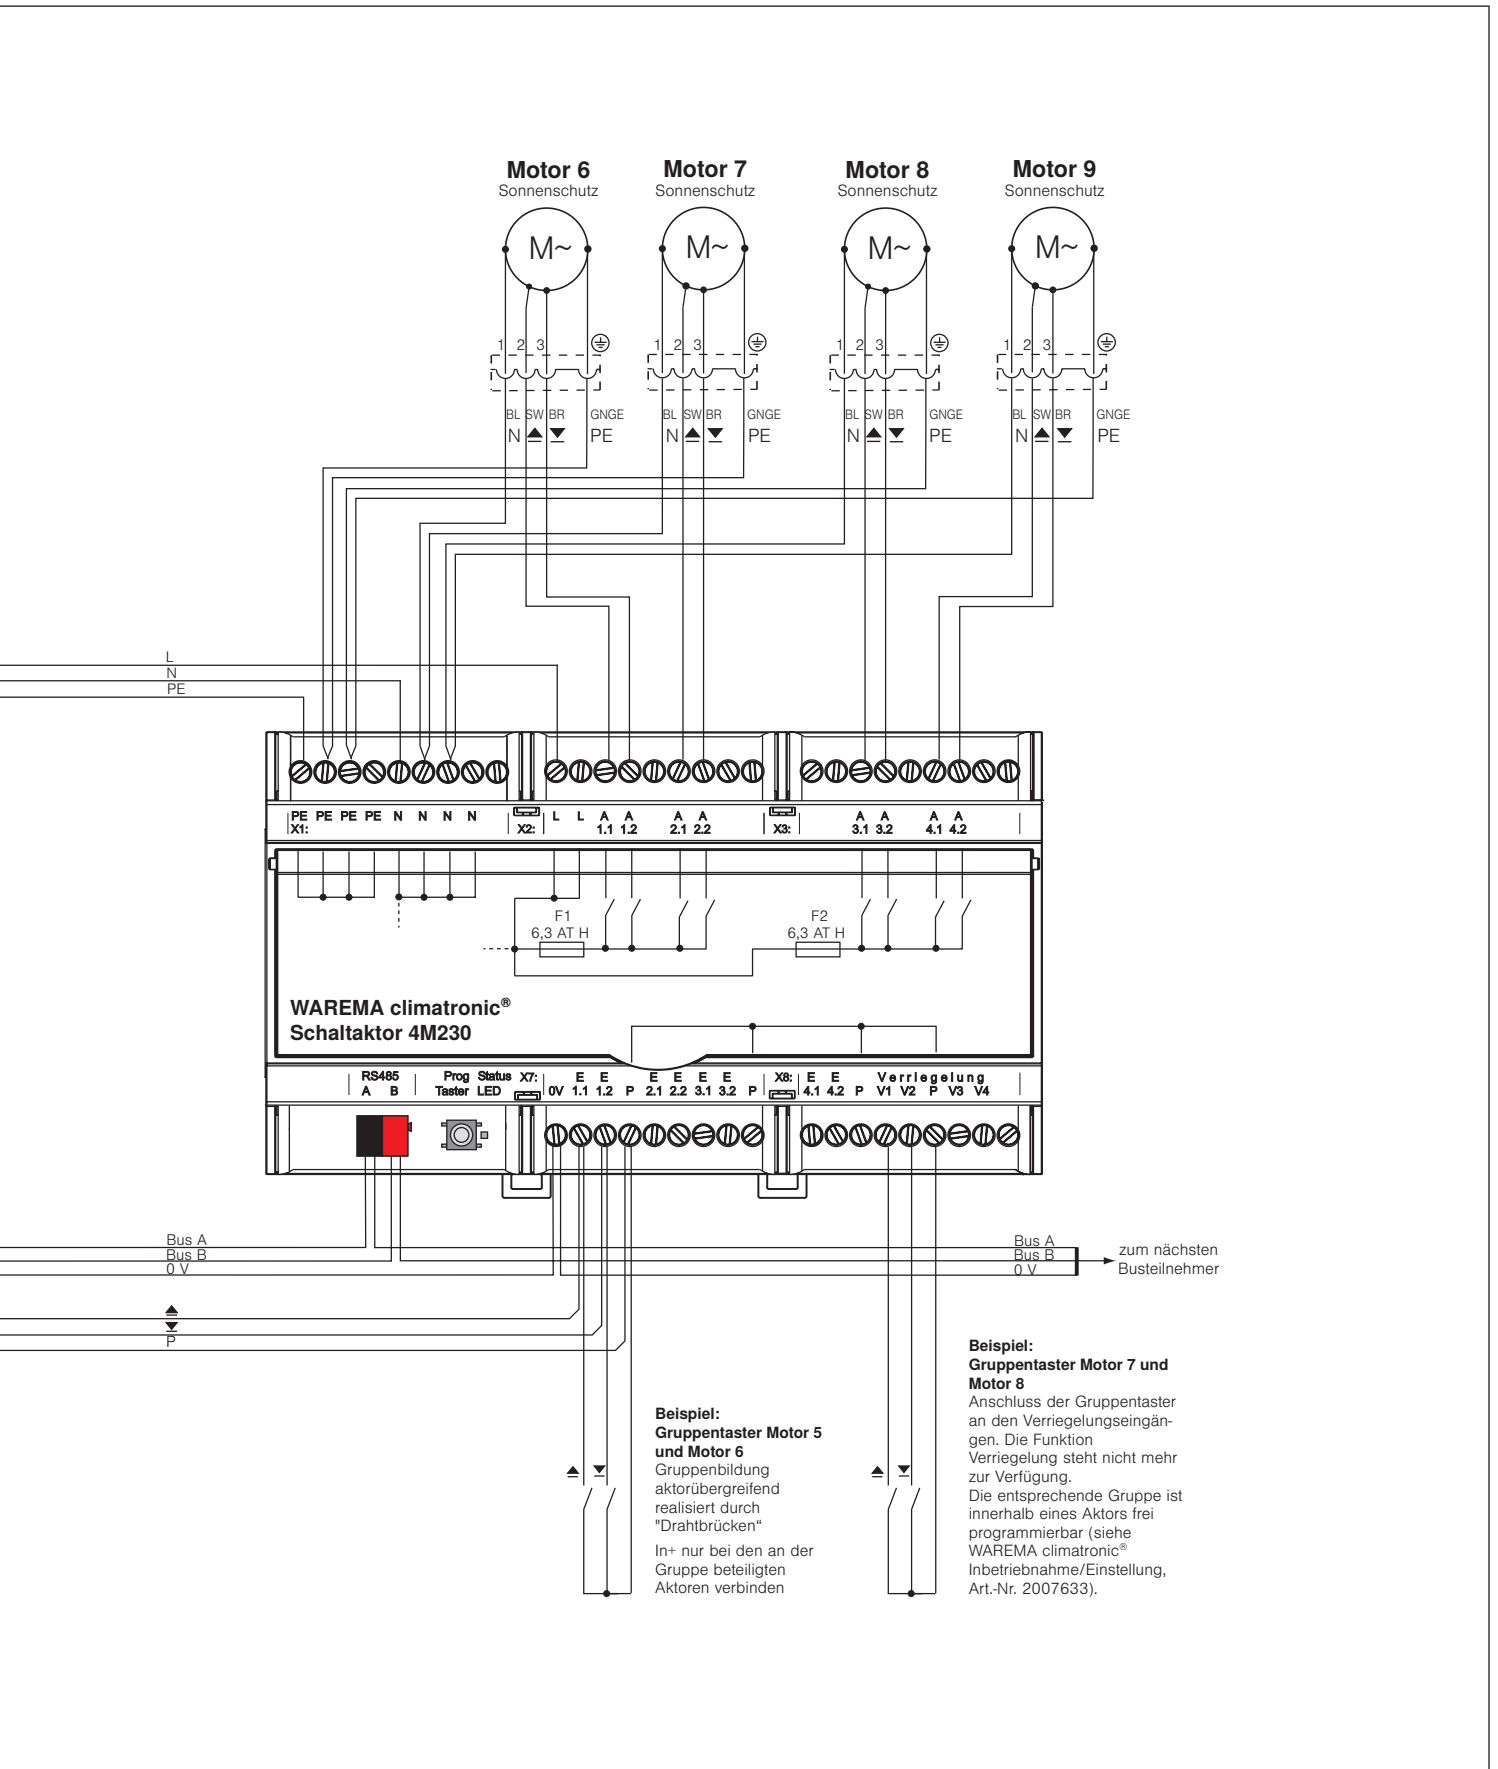 Motor 6 Motor 7 Motor 8 Motor 9
Sonnenschutz Sonnenschutz Sonnenschutz Sonnenschutz
M~ M~ M~ M~
1 2 3 1 2 3 1 2 3 1 2 3
BL SW BR GNGE BL SW BR GNGE BL SW BR GNGE BL SW BR GNGE
N PE N PE N PE N PE
L
N
PE
PE PE PE PE N N N N L L A A A A A A A A
X1: X2: 1.1 1.2 2.1 2.2 X3: 3.1 3.2 4.1 4.2
F1 F2
6,3 AT H 6,3 AT H
WAREMA climatronic®
Schaltaktor 4M230
RS485 Prog Status X7: E E E E E E X8: E E Verriegelung
A B Taster LED 0V 1.1 1.2 P 2.1 2.2 3.1 3.2 P 4.1 4.2 P V1 V2 P V3 V4
Bus A Bus A
Bus B Bus B
0 V 0 V
zum nächsten
Busteilnehmer
P
Beispiel:
Gruppentaster Motor 5
und Motor 6
Gruppenbildung
aktorübergreifend
realisiert durch
"Drahtbrücken“
In+ nur bei den an der
Gruppe beteiligten
Aktoren verbinden
Beispiel:
Gruppentaster Motor 7 und
Motor 8
Anschluss der Gruppentaster
an den Verriegelungseingän-
gen. Die Funktion
Verriegelung steht nicht mehr
zur Verfügung.
Die entsprechende Gruppe ist
innerhalb eines Aktors frei
programmierbar (siehe
WAREMA climatronic®
Inbetriebnahme/Einstellung,
Art.-Nr. 2007633).